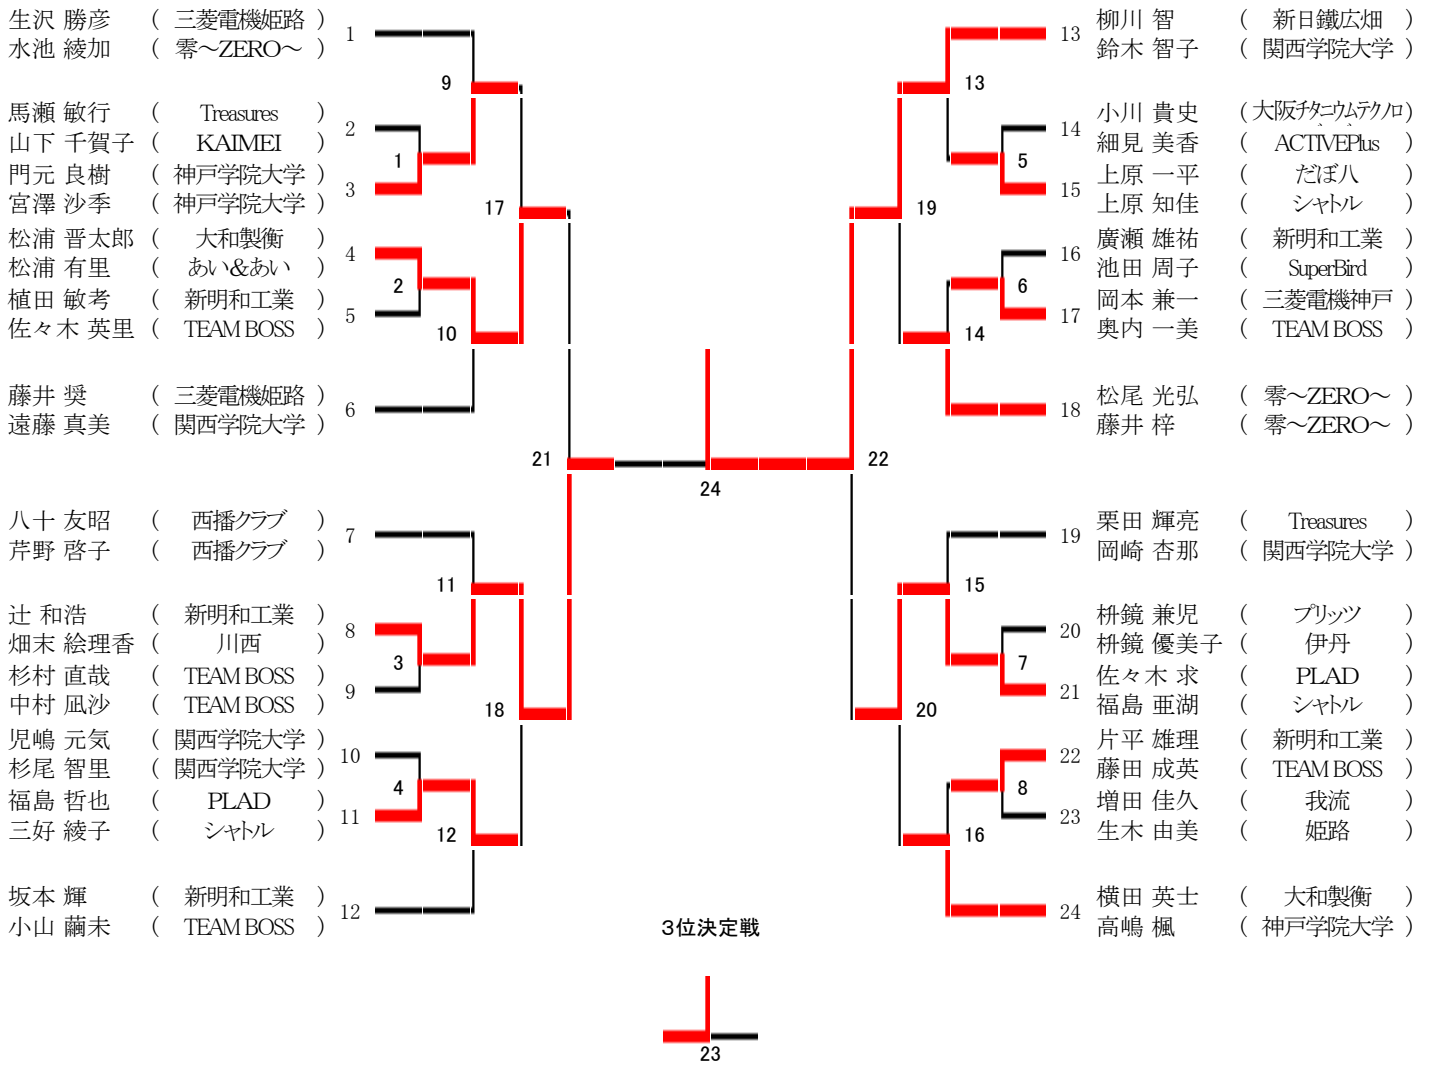 生沢 勝彦 ( 三菱電機姫路 )
水池 綾加 ( 零～ZERO～ )
1
馬瀬 敏行 ( Treasures )
山下 千賀子 ( KAIMEI )
2
門元 良樹 ( 神戸学院大学 )
宮澤 沙季 ( 神戸学院大学 )
3
松浦 晋太郎 ( 大和製衡 )
松浦 有里 ( あい&あい )
4
植田 敏考 ( 新明和工業 )
佐々木 英里 ( TEAM BOSS )
5
藤井 奨 ( 三菱電機姫路 )
遠藤 真美 ( 関西学院大学 )
6
八十 友昭 ( 西播クラブ )
芹野 啓子 ( 西播クラブ )
7
辻 和浩 ( 新明和工業 )
畑末 絵理香 ( 川西 )
8
杉村 直哉 ( TEAM BOSS )
中村 凪沙 ( TEAM BOSS )
9
児嶋 元気 ( 関西学院大学 )
杉尾 智里 ( 関西学院大学 )
10
福島 哲也 ( PLAD )
三好 綾子 ( シャトル )
11
坂本 輝 ( 新明和工業 )
小山 繭未 ( TEAM BOSS )
12
9
1
17
2
10
21
11
3
18
4
12
24
3位決定戦
23
13
19
5
6
14
22
15
7
20
8
16
13
柳川 智 ( 新日鐵広畑 )
鈴木 智子 ( 関西学院大学 )
14
小川 貴史 (大阪チタニウムテクノロ)
細見 美香 ( ACTIVEPlus )
15
上原 一平 ( だぼ八 )
上原 知佳 ( シャトル )
16
廣瀬 雄祐 ( 新明和工業 )
池田 周子 ( SuperBird )
17
岡本 兼一 ( 三菱電機神戸 )
奥内 一美 ( TEAM BOSS )
18
松尾 光弘 ( 零～ZERO～ )
藤井 梓 ( 零～ZERO～ )
19
栗田 輝亮 ( Treasures )
岡崎 杏那 ( 関西学院大学 )
20
枡鏡 兼児 ( プリッツ )
枡鏡 優美子 ( 伊丹 )
21
佐々木 求 ( PLAD )
福島 亜湖 ( シャトル )
22
片平 雄理 ( 新明和工業 )
藤田 成英 ( TEAM BOSS )
23
増田 佳久 ( 我流 )
生木 由美 ( 姫路 )
24
横田 英士 ( 大和製衡 )
高嶋 楓 ( 神戸学院大学 )